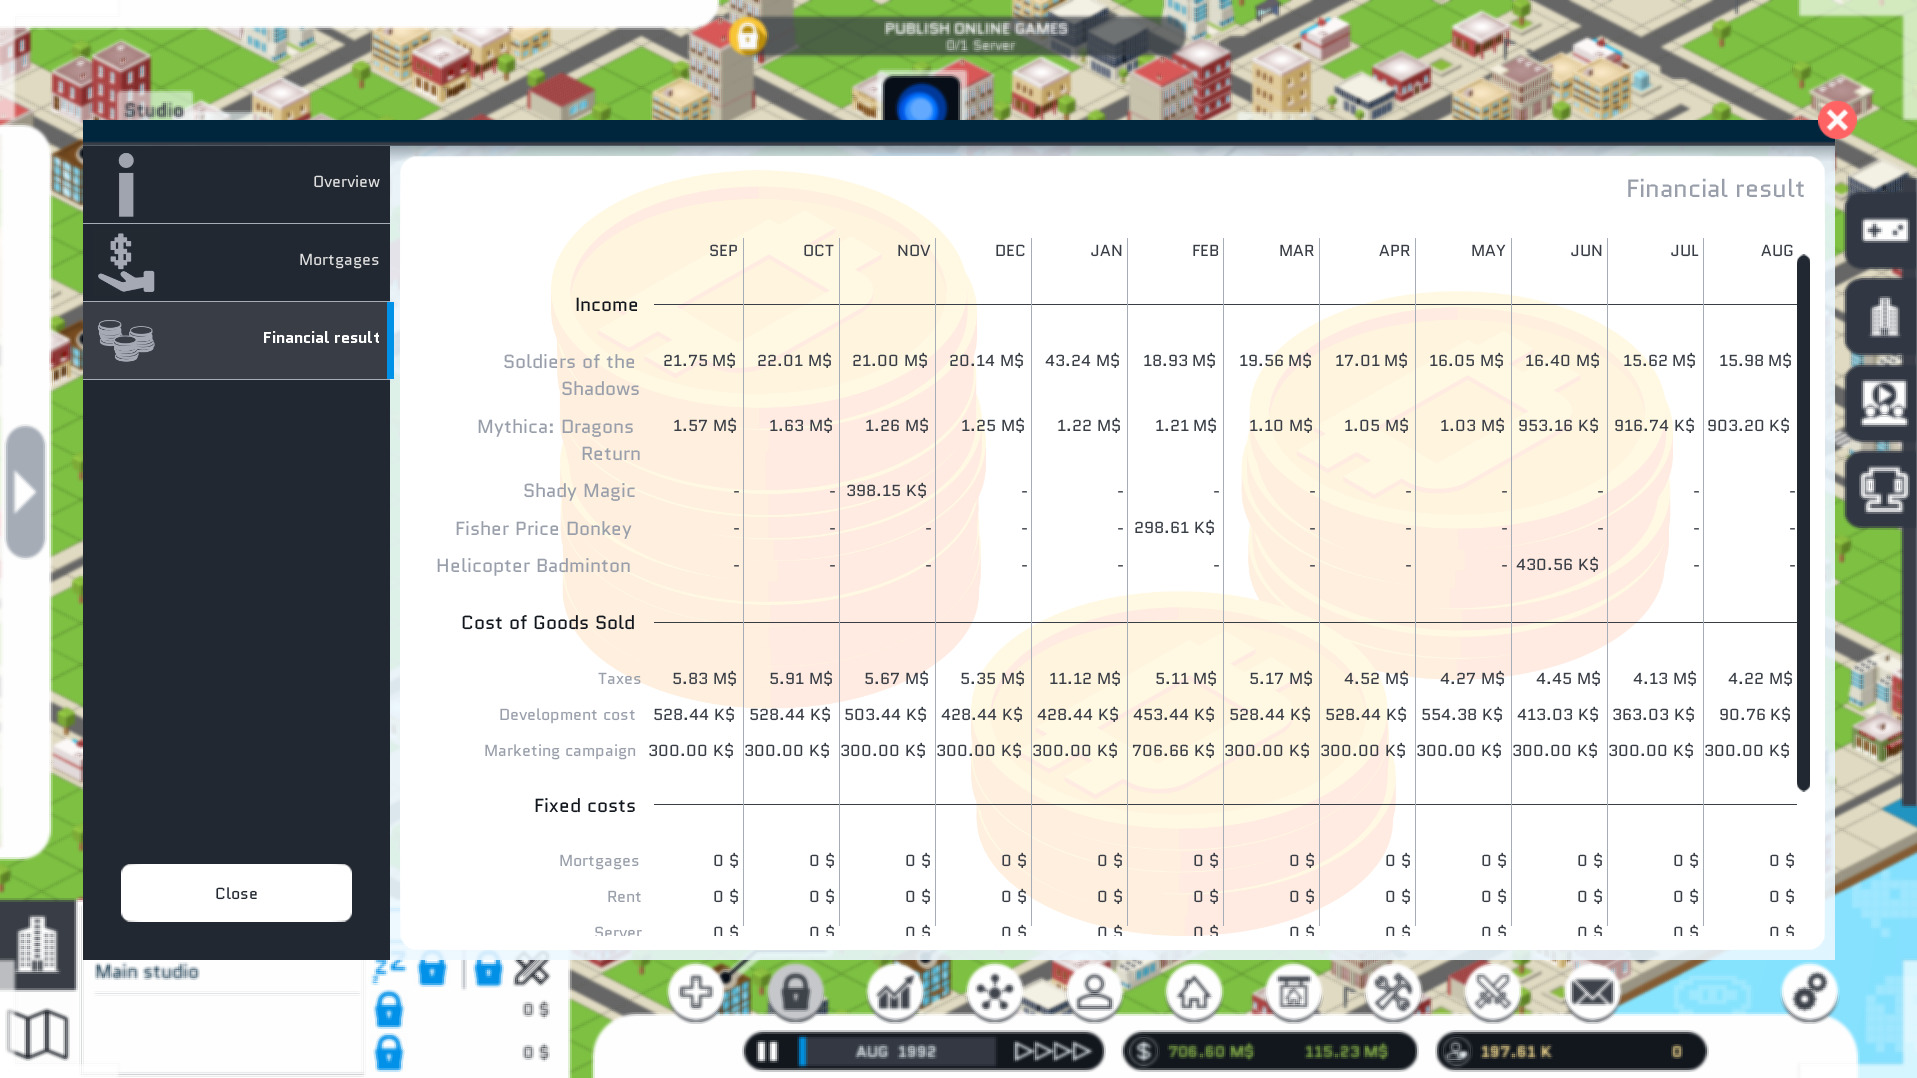 PUBLISH ONLINE GAMES
0/1 Server
Studio
Overview
Mortgages
Financial result
Close
Financial result
SEP OCT NOV DEC JAN FEB MAR APR MAY JUN JUL AUG
Income
Soldiers of the Shadows 21.75 M$ 22.01 M$ 21.00 M$ 20.14 M$ 43.24 M$ 18.93 M$ 19.56 M$ 17.01 M$ 16.05 M$ 16.40 M$ 15.62 M$ 15.98 M$
Mythica: Dragons Return 1.57 M$ 1.63 M$ 1.26 M$ 1.25 M$ 1.22 M$ 1.21 M$ 1.10 M$ 1.05 M$ 1.03 M$ 953.16 K$ 916.74 K$ 903.20 K$
Shady Magic - - 398.15 K$ - - - - - - - - -
Fisher Price Donkey - - - - - 298.61 K$ - - - - - -
Helicopter Badminton - - - - - - - - - 430.56 K$ - -
Cost of Goods Sold
Taxes 5.83 M$ 5.91 M$ 5.67 M$ 5.35 M$ 11.12 M$ 5.11 M$ 5.17 M$ 4.52 M$ 4.27 M$ 4.45 M$ 4.13 M$ 4.22 M$
Development cost 528.44 K$ 528.44 K$ 503.44 K$ 428.44 K$ 428.44 K$ 453.44 K$ 528.44 K$ 528.44 K$ 554.38 K$ 413.03 K$ 363.03 K$ 90.76 K$
Marketing campaign 300.00 K$ 300.00 K$ 300.00 K$ 300.00 K$ 300.00 K$ 706.66 K$ 300.00 K$ 300.00 K$ 300.00 K$ 300.00 K$ 300.00 K$ 300.00 K$
Fixed costs
Mortgages 0 $ 0 $ 0 $ 0 $ 0 $ 0 $ 0 $ 0 $ 0 $ 0 $ 0 $ 0 $
Rent 0 $ 0 $ 0 $ 0 $ 0 $ 0 $ 0 $ 0 $ 0 $ 0 $ 0 $ 0 $
Server 0 $ 0 $ 0 $ 0 $ 0 $ 0 $ 0 $ 0 $ 0 $ 0 $ 0 $ 0 $
Main studio
0 $
0 $
AUG 1992
706.60 M$ 115.23 M$
197.61 K 0